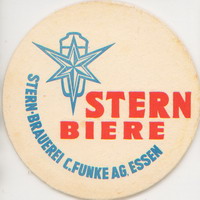 STERN
BIERE
STERN-BRAUEREI C.FUNKE AG. ESSEN